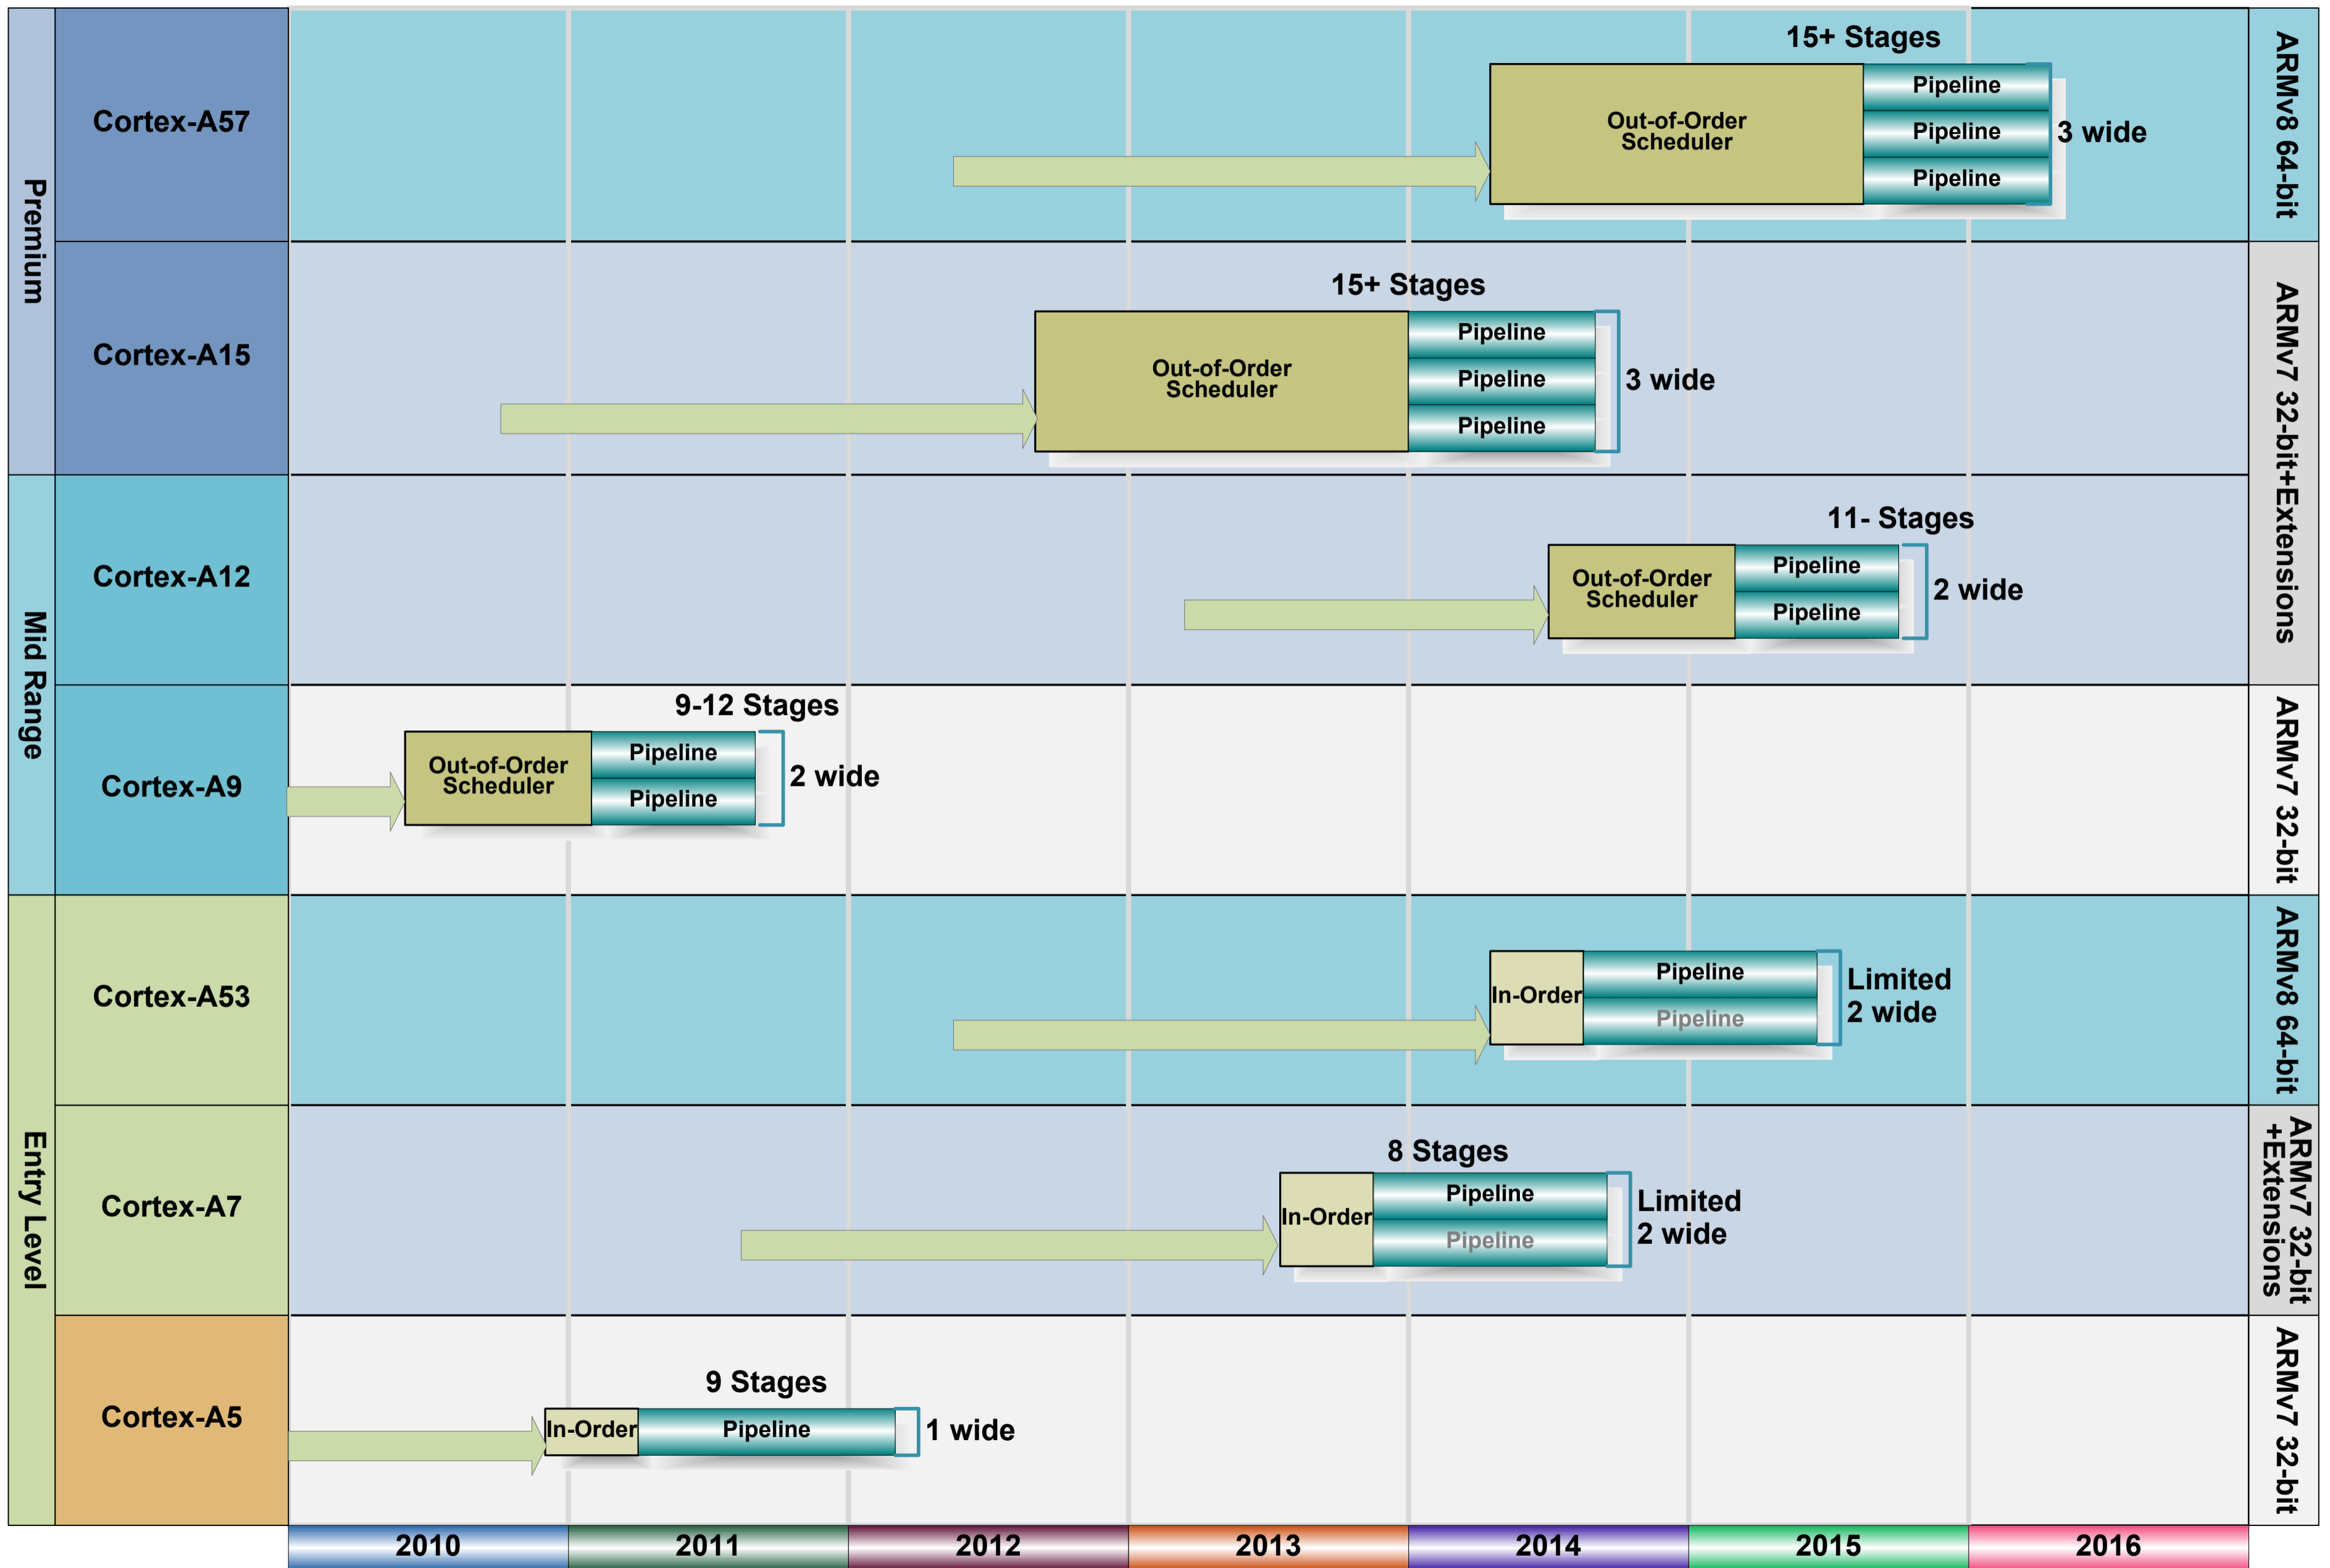 Premium
Cortex-A57
15+ Stages
Out-of-Order
Scheduler
Pipeline
Pipeline
Pipeline
3 wide
ARMv8 64-bit
Cortex-A15
15+ Stages
Out-of-Order
Scheduler
Pipeline
Pipeline
Pipeline
3 wide
ARMv7 32-bit+Extensions
Mid Range
Cortex-A12
11- Stages
Out-of-Order
Scheduler
Pipeline
Pipeline
2 wide
Cortex-A9
9-12 Stages
Out-of-Order
Scheduler
Pipeline
Pipeline
2 wide
ARMv7 32-bit
Entry Level
Cortex-A53
In-Order
Pipeline
Pipeline
Limited
2 wide
ARMv8 64-bit
Cortex-A7
8 Stages
In-Order
Pipeline
Pipeline
Limited
2 wide
ARMv7 32-bit
+Extensions
Cortex-A5
9 Stages
In-Order
Pipeline
1 wide
ARMv7 32-bit
2010
2011
2012
2013
2014
2015
2016